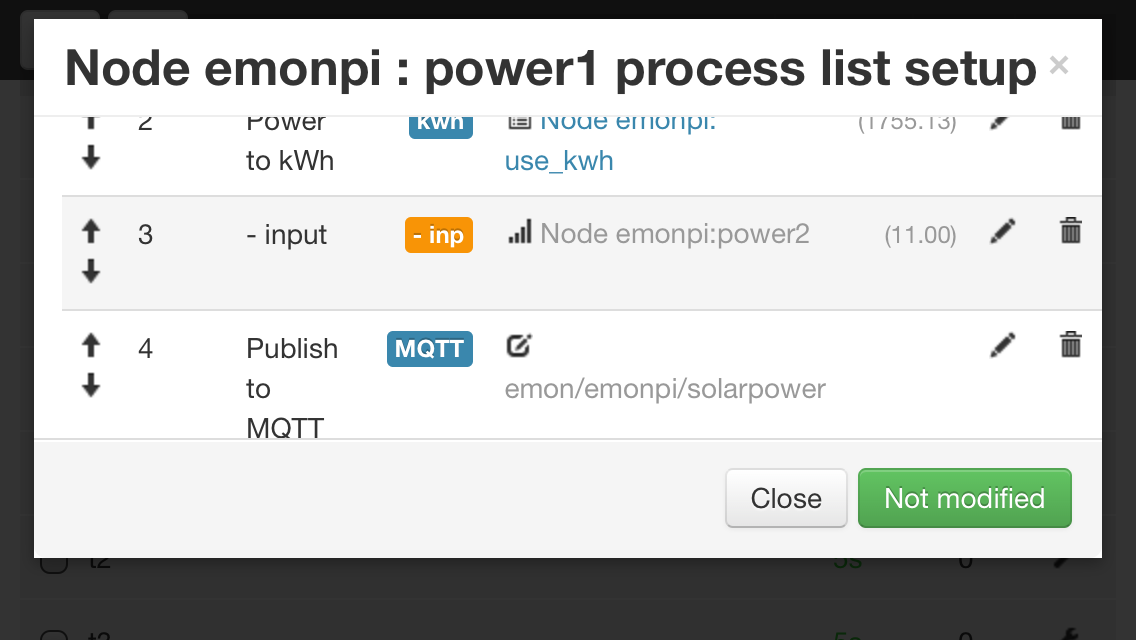 Node emonpi : power1 process list setup ×
2 Power kWh Node emonpi: (1755.13)
to kWh use_kwh
3 - input - inp Node emonpi:power2 (11.00)
4 Publish MQTT
to emon/emonpi/solarpower
MQTT
Close Not modified
t2 5s 0
t3 5s 0